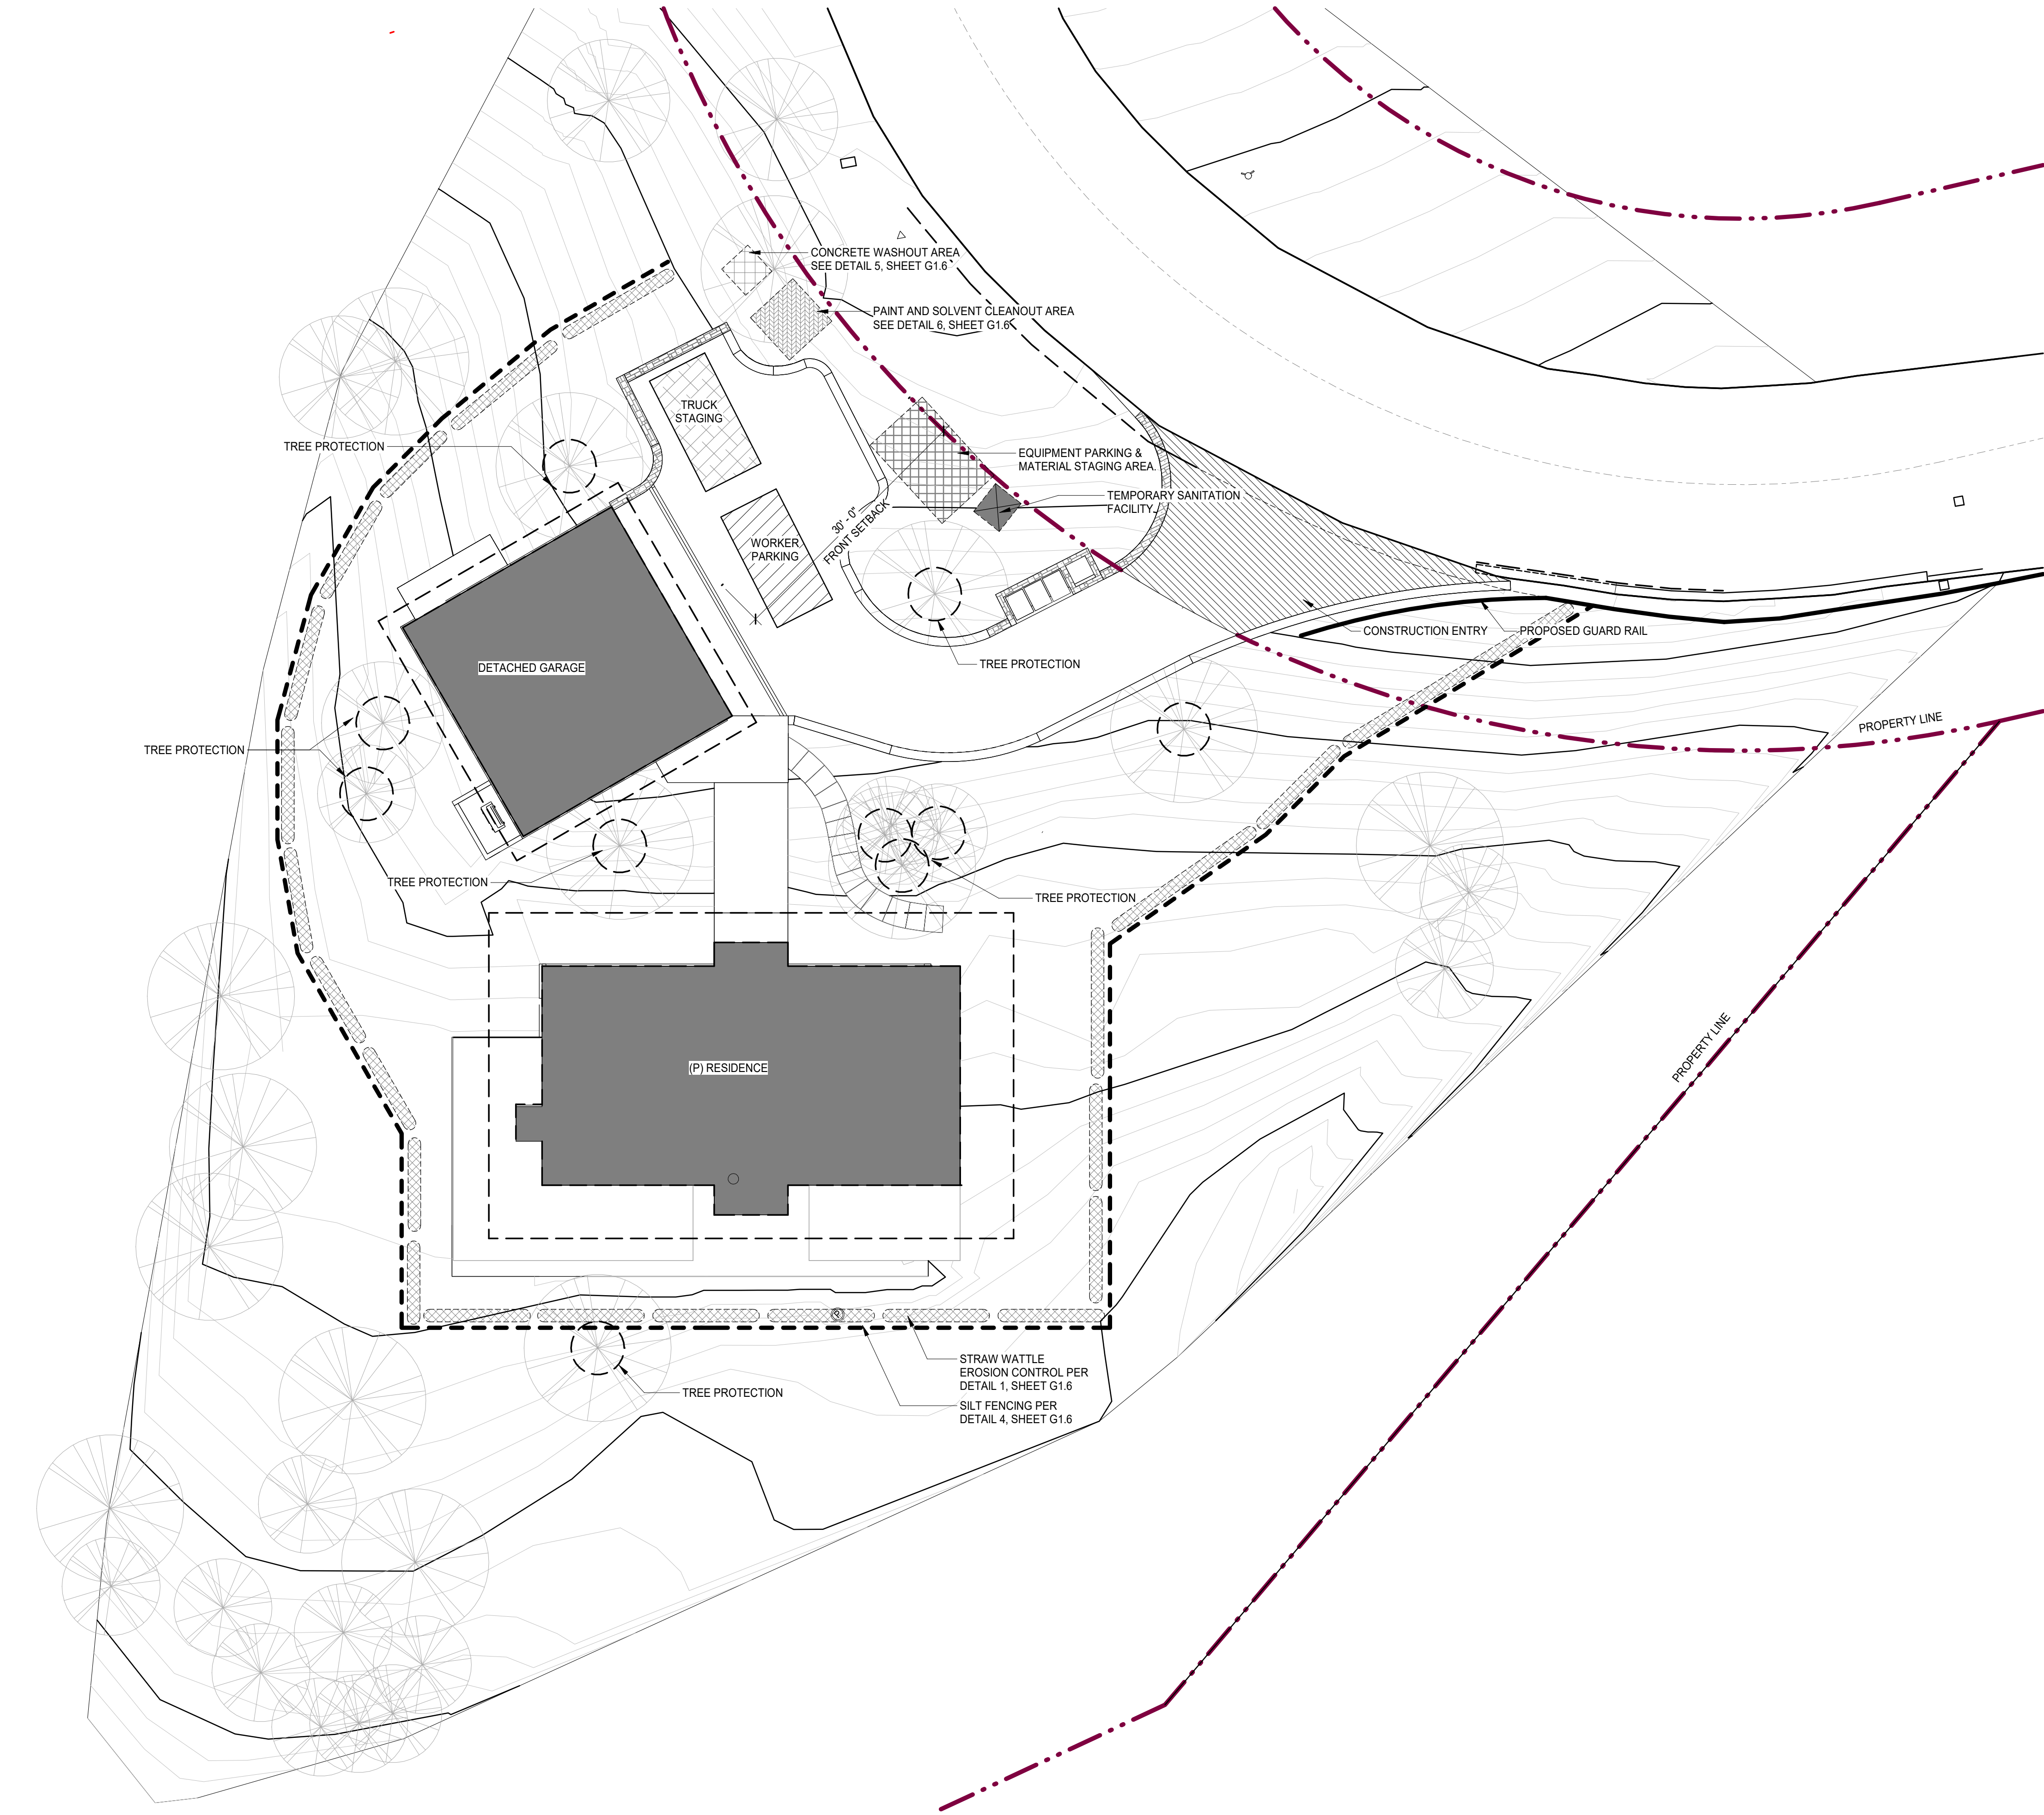 CONCRETE WASHOUT AREA
SEE DETAIL 5, SHEET G1.6
PAINT AND SOLVENT CLEANOUT AREA
SEE DETAIL 6, SHEET G1.6
TRUCK
STAGING
TREE PROTECTION
EQUIPMENT PARKING &
MATERIAL STAGING AREA.
TEMPORARY SANITATION
FACILITY.
30' - 0"
FRONT SETBACK
WORKER
PARKING
CONSTRUCTION ENTRY
PROPOSED GUARD RAIL
TREE PROTECTION
DETACHED GARAGE
PROPERTY LINE
TREE PROTECTION
TREE PROTECTION
TREE PROTECTION
(P) RESIDENCE
PROPERTY LINE
P
STRAW WATTLE
EROSION CONTROL PER
DETAIL 1, SHEET G1.6
TREE PROTECTION
SILT FENCING PER
DETAIL 4, SHEET G1.6